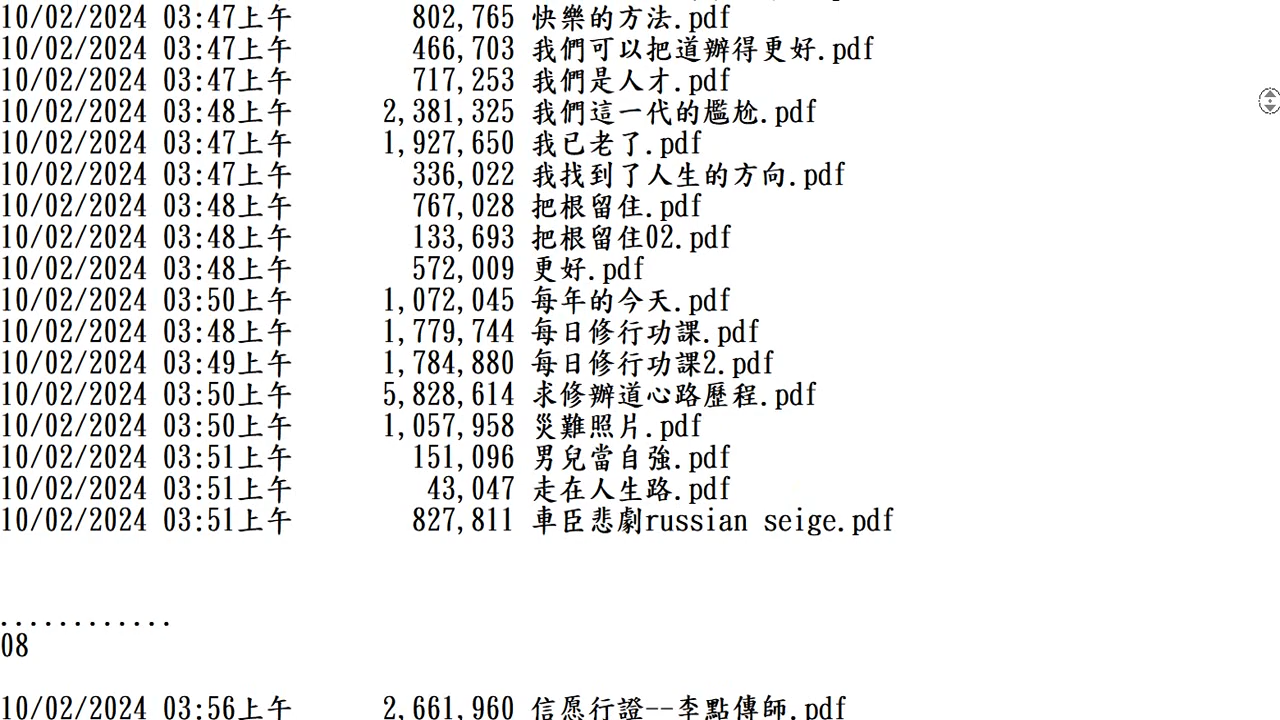 10/02/2024 03:47上午 802,765 快樂的方法.pdf
10/02/2024 03:47上午 466,703 我們可以把道辦得更好.pdf
10/02/2024 03:47上午 717,253 我們是人才.pdf
10/02/2024 03:48上午 2,381,325 我們這一代的尷尬.pdf
10/02/2024 03:47上午 1,927,650 我已老了.pdf
10/02/2024 03:47上午 336,022 我找到了人生的方向.pdf
10/02/2024 03:48上午 767,028 把根留住.pdf
10/02/2024 03:48上午 133,693 把根留住02.pdf
10/02/2024 03:48上午 572,009 更好.pdf
10/02/2024 03:50上午 1,072,045 每年的今天.pdf
10/02/2024 03:48上午 1,779,744 每日修行功課.pdf
10/02/2024 03:49上午 1,784,880 每日修行功課2.pdf
10/02/2024 03:50上午 5,828,614 求修辦道心路歷程.pdf
10/02/2024 03:50上午 1,057,958 災難照片.pdf
10/02/2024 03:51上午 151,096 男兒當自強.pdf
10/02/2024 03:51上午 43,047 走在人生路.pdf
10/02/2024 03:51上午 827,811 車臣悲劇russian seige.pdf
............
08
10/02/2024 03:56上午 2,661,960 信愿行證--李點傳師.pdf